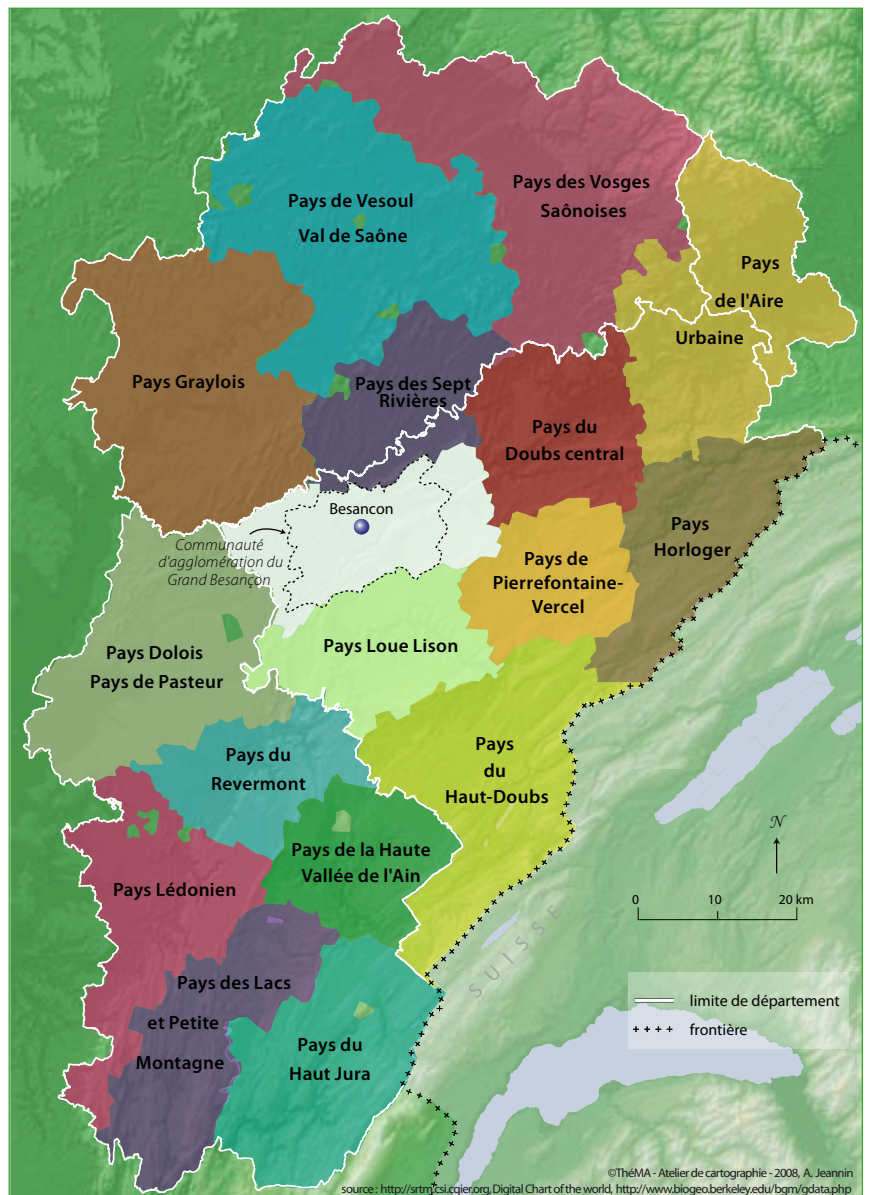 Pays des Vosges
Saônoises
Pays de Vesoul
Val de Saône
Pays
de l'Aire
Urbaine
Pays Graylois
Pays des Sept
Rivières
Pays du
Doubs central
Besançon
Pays
Horloger
Communauté
d'agglomération du
Grand Besançon
Pays de
Pierrefontaine-
Vercel
Pays Loue Lison
Pays Dolois
Pays de Pasteur
Pays du
Revermont
Pays
du
Haut-Doubs
Pays de la Haute
Vallée de l'Ain
Pays Lédonien
N
0 10 20 km
SUISSE
Pays des Lacs
et Petite
Montagne
Pays du
Haut Jura
limite de département
frontière
©ThéMA - Atelier de cartographie - 2008, A. Jeannin
source : http://srtm.csi.cgier.org, Digital Chart of the world, http://www.biogeo.berkeley.edu/bgm/gdata.php